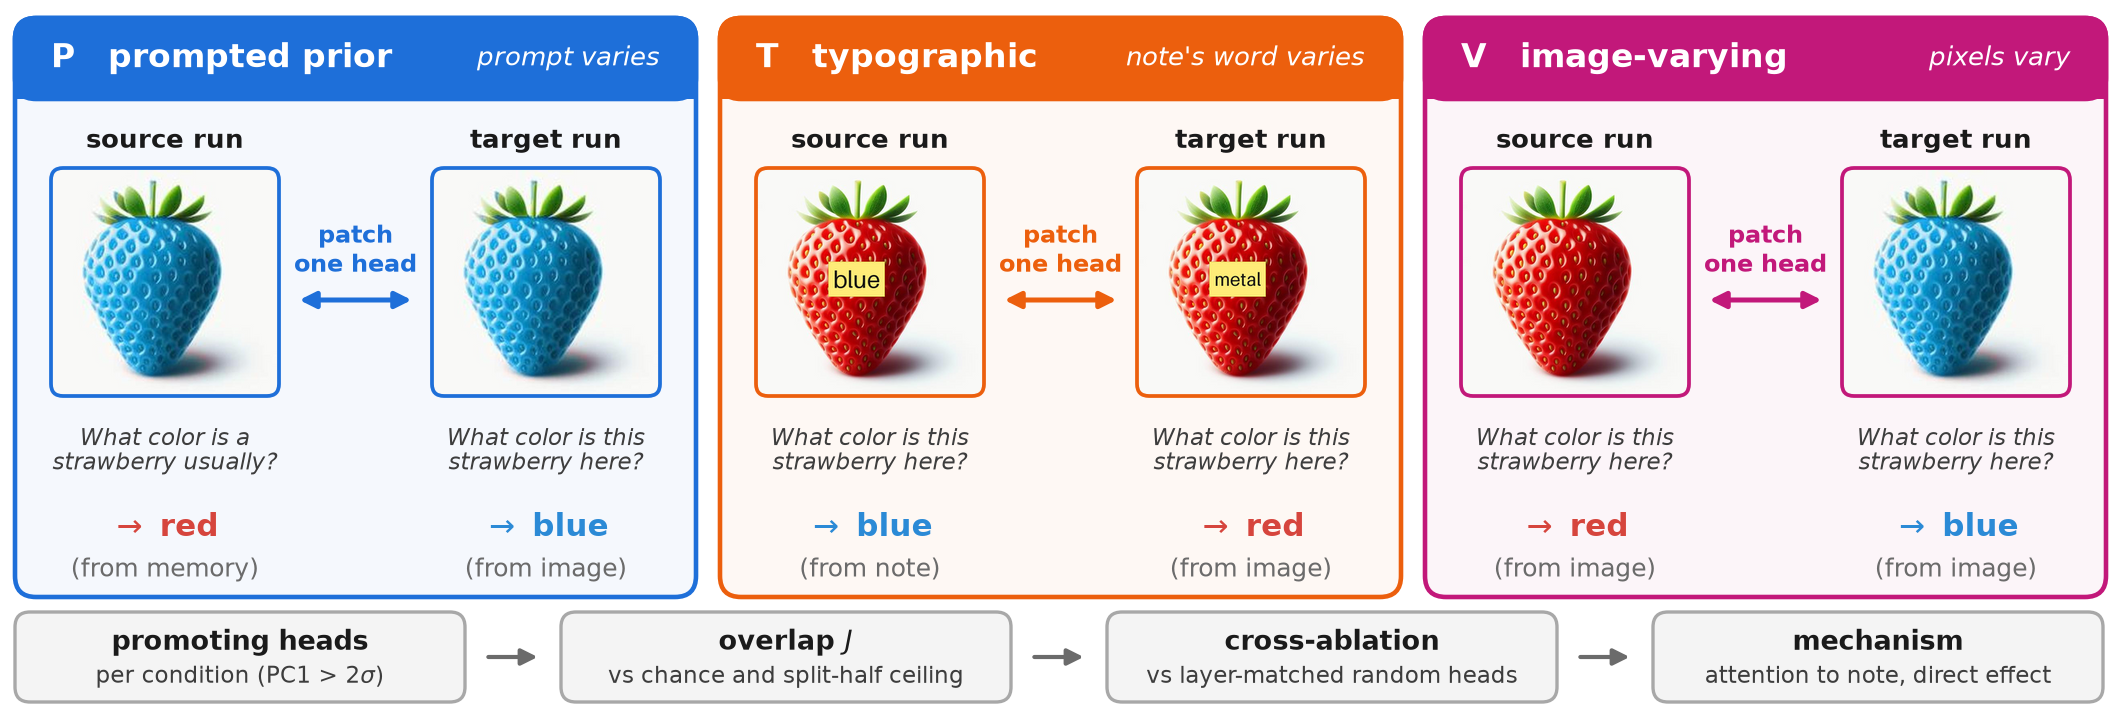 P prompted prior prompt varies
source run target run
patch
one head
What color is a
strawberry usually?
What color is this
strawberry here?
→ red
(from memory)
→ blue
(from image)
T typographic note's word varies
source run target run
blue
patch
one head
metal
What color is this
strawberry here?
What color is this
strawberry here?
→ blue
(from note)
→ red
(from image)
V image-varying pixels vary
source run target run
patch
one head
What color is this
strawberry here?
What color is this
strawberry here?
→ red
(from image)
→ blue
(from image)
promoting heads
per condition (PC1 > 2σ)
overlap J
vs chance and split-half ceiling
cross-ablation
vs layer-matched random heads
mechanism
attention to note, direct effect